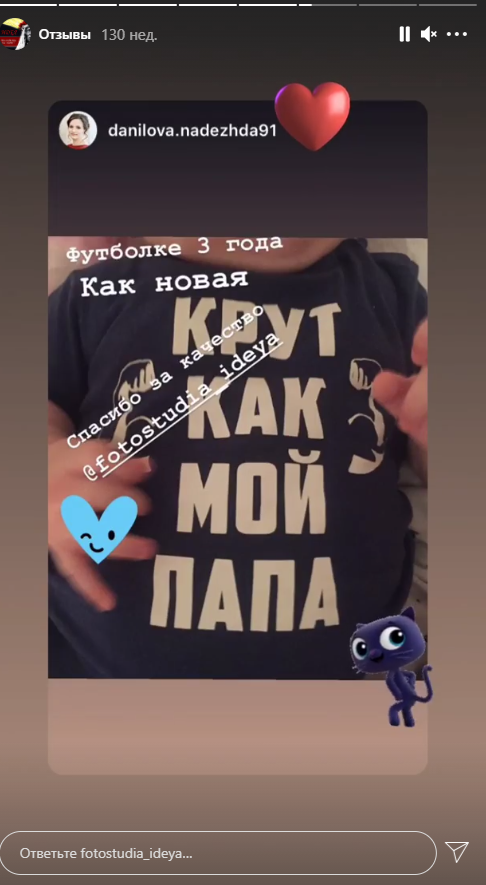 Отзывы 130 нед.
danilova.nadezhda91
Футболке 3 года
Как новая
Спасибо за качество
@fotostudia_ideya
КРУТ
КАК
МОЙ
ПАПА
Ответьте fotostudia_ideya...